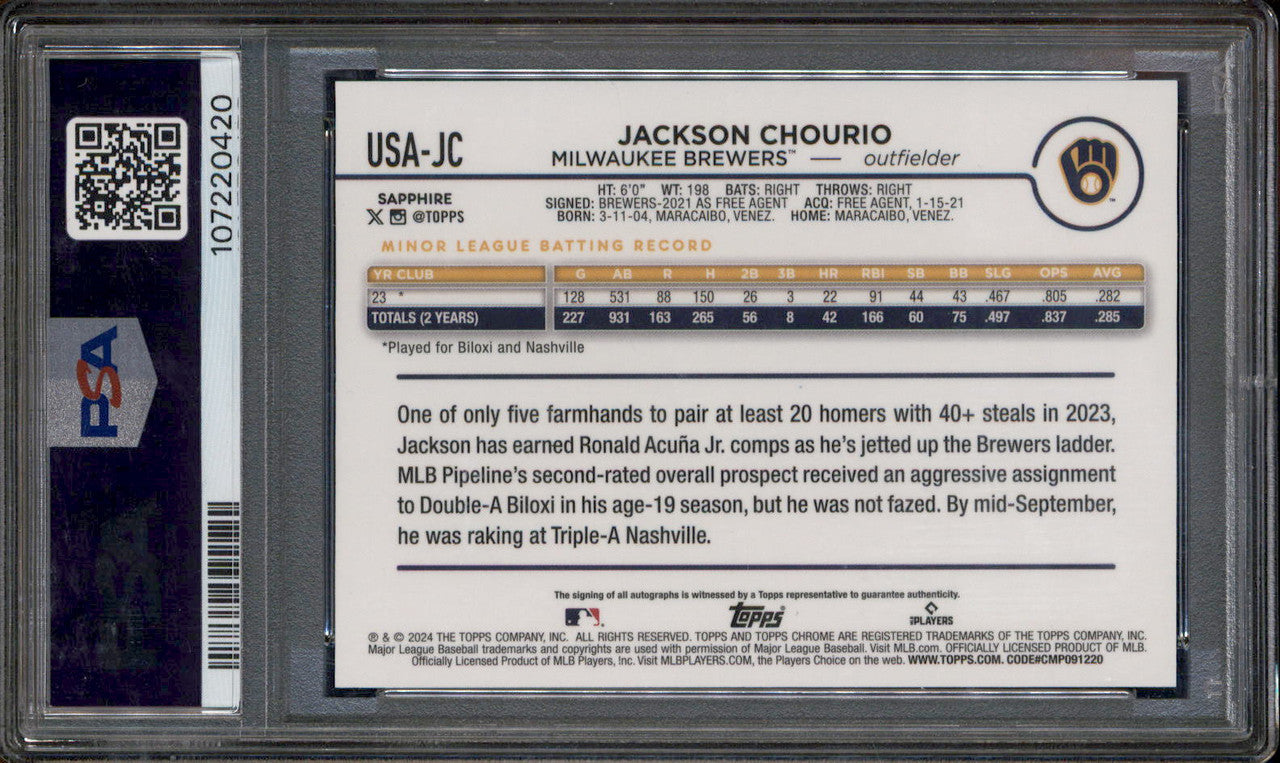 107220420
PSA
USA-JC
JACKSON CHOURIO
MILWAUKEE BREWERS™ — outfielder
SAPPHIRE
@TOPPS
HT: 6'0" WT: 198 BATS: RIGHT THROWS: RIGHT
SIGNED: BREWERS-2021 AS FREE AGENT ACQ: FREE AGENT, 1-15-21
BORN: 3-11-04, MARACAIBO, VENEZ. HOME: MARACAIBO, VENEZ.
MINOR LEAGUE BATTING RECORD
YR CLUB G AB R H 2B 3B HR RBI SB BB SLG OPS AVG
23 * 128 531 88 150 26 3 22 91 44 43 .467 .805 .282
TOTALS (2 YEARS) 227 931 163 265 56 8 42 166 60 75 .497 .837 .285
*Played for Biloxi and Nashville
One of only five farmhands to pair at least 20 homers with 40+ steals in 2023,
Jackson has earned Ronald Acuña Jr. comps as he's jetted up the Brewers ladder.
MLB Pipeline's second-rated overall prospect received an aggressive assignment
to Double-A Biloxi in his age-19 season, but he was not fazed. By mid-September,
he was raking at Triple-A Nashville.
The signing of all autographs is witnessed by a Topps representative to guarantee authenticity.
Topps
PLAYERS
® & © 2024 THE TOPPS COMPANY, INC. ALL RIGHTS RESERVED. TOPPS AND TOPPS CHROME ARE REGISTERED TRADEMARKS OF THE TOPPS COMPANY, INC.
Major League Baseball trademarks and copyrights are used with permission of Major League Baseball. Visit MLB.com. OFFICIALLY LICENSED PRODUCT OF MLB.
Officially Licensed Product of MLB Players, Inc. Visit MLBPLAYERS.COM, the Players Choice on the web. WWW.TOPPS.COM. CODE#CMP091220